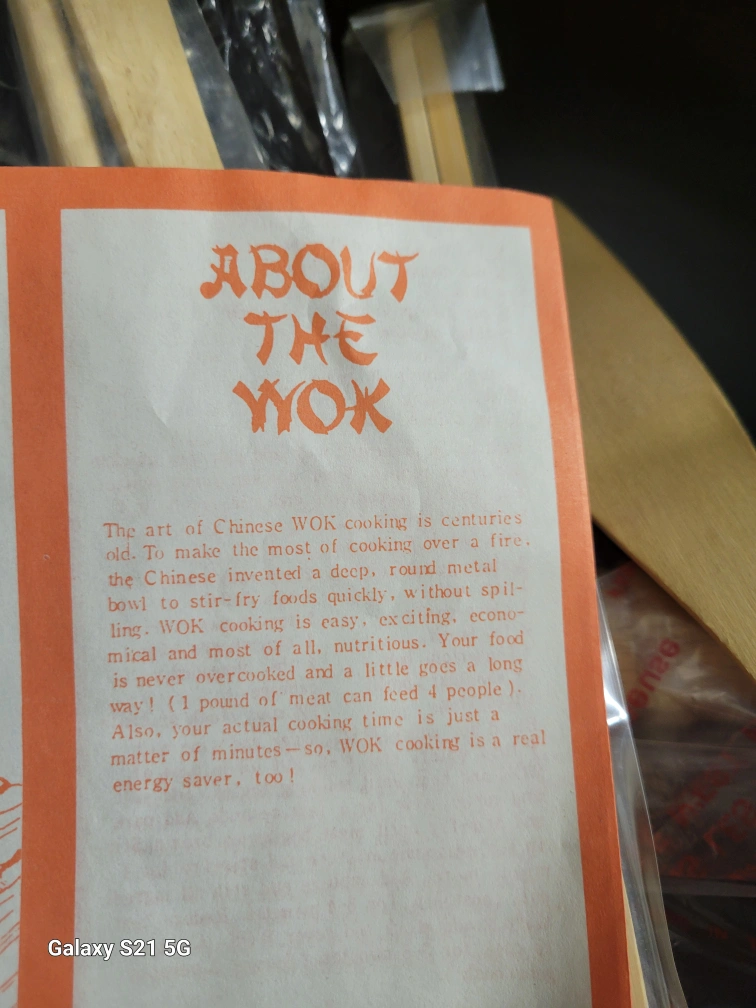 ABOUT
THE
WOK
The art of Chinese WOK cooking is centuries
old. To make the most of cooking over a fire,
the Chinese invented a deep, round metal
bowl to stir-fry foods quickly, without spil-
ling. WOK cooking is easy, exciting, econo-
mical and most of all, nutritious. Your food
is never overcooked and a little goes a long
way! (1 pound of meat can feed 4 people).
Also, your actual cooking time is just a
matter of minutes—so, WOK cooking is a real
energy saver, too!
Galaxy S21 5G